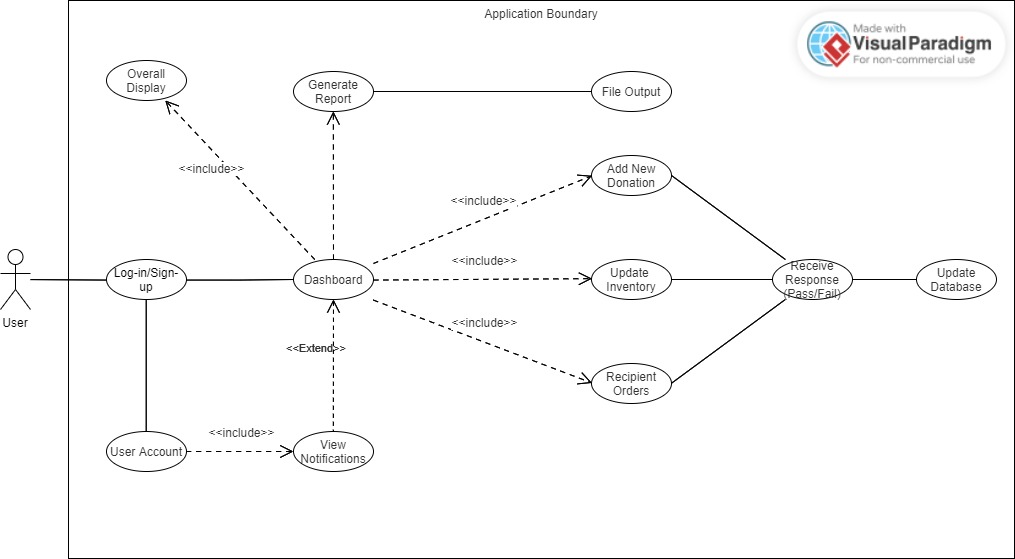 Application Boundary
Made with
VisualParadigm
For non-commercial use
Overall
Display
Generate
Report
File Output
<<include>>
Add New
Donation
<<include>>
User
Log-in/Sign-
up
Dashboard
<<include>>
Update
Inventory
Receive
Response
(Pass/Fail)
Update
Database
<<include>>
<<Extend>>
Recipient
Orders
User Account
<<include>>
View
Notifications